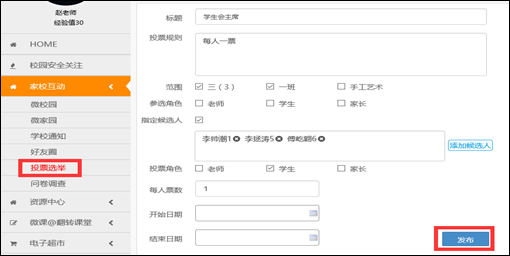 赵老师
经验值30
HOME
校园安全关注
家校互动
微校园
微家园
学校通知
好友圈
投票选举
问卷调查
资源中心
微课@翻转课堂
电子超市
标题 学生会主席
投票规则 每人一票
范围 三（3） 一班 手工艺术
参选角色 老师 学生 家长
指定候选人
李帅潮1 李拯涛5 傅屹翾6
添加候选人
投票角色 老师 学生 家长
每人票数 1
开始日期
结束日期
发布